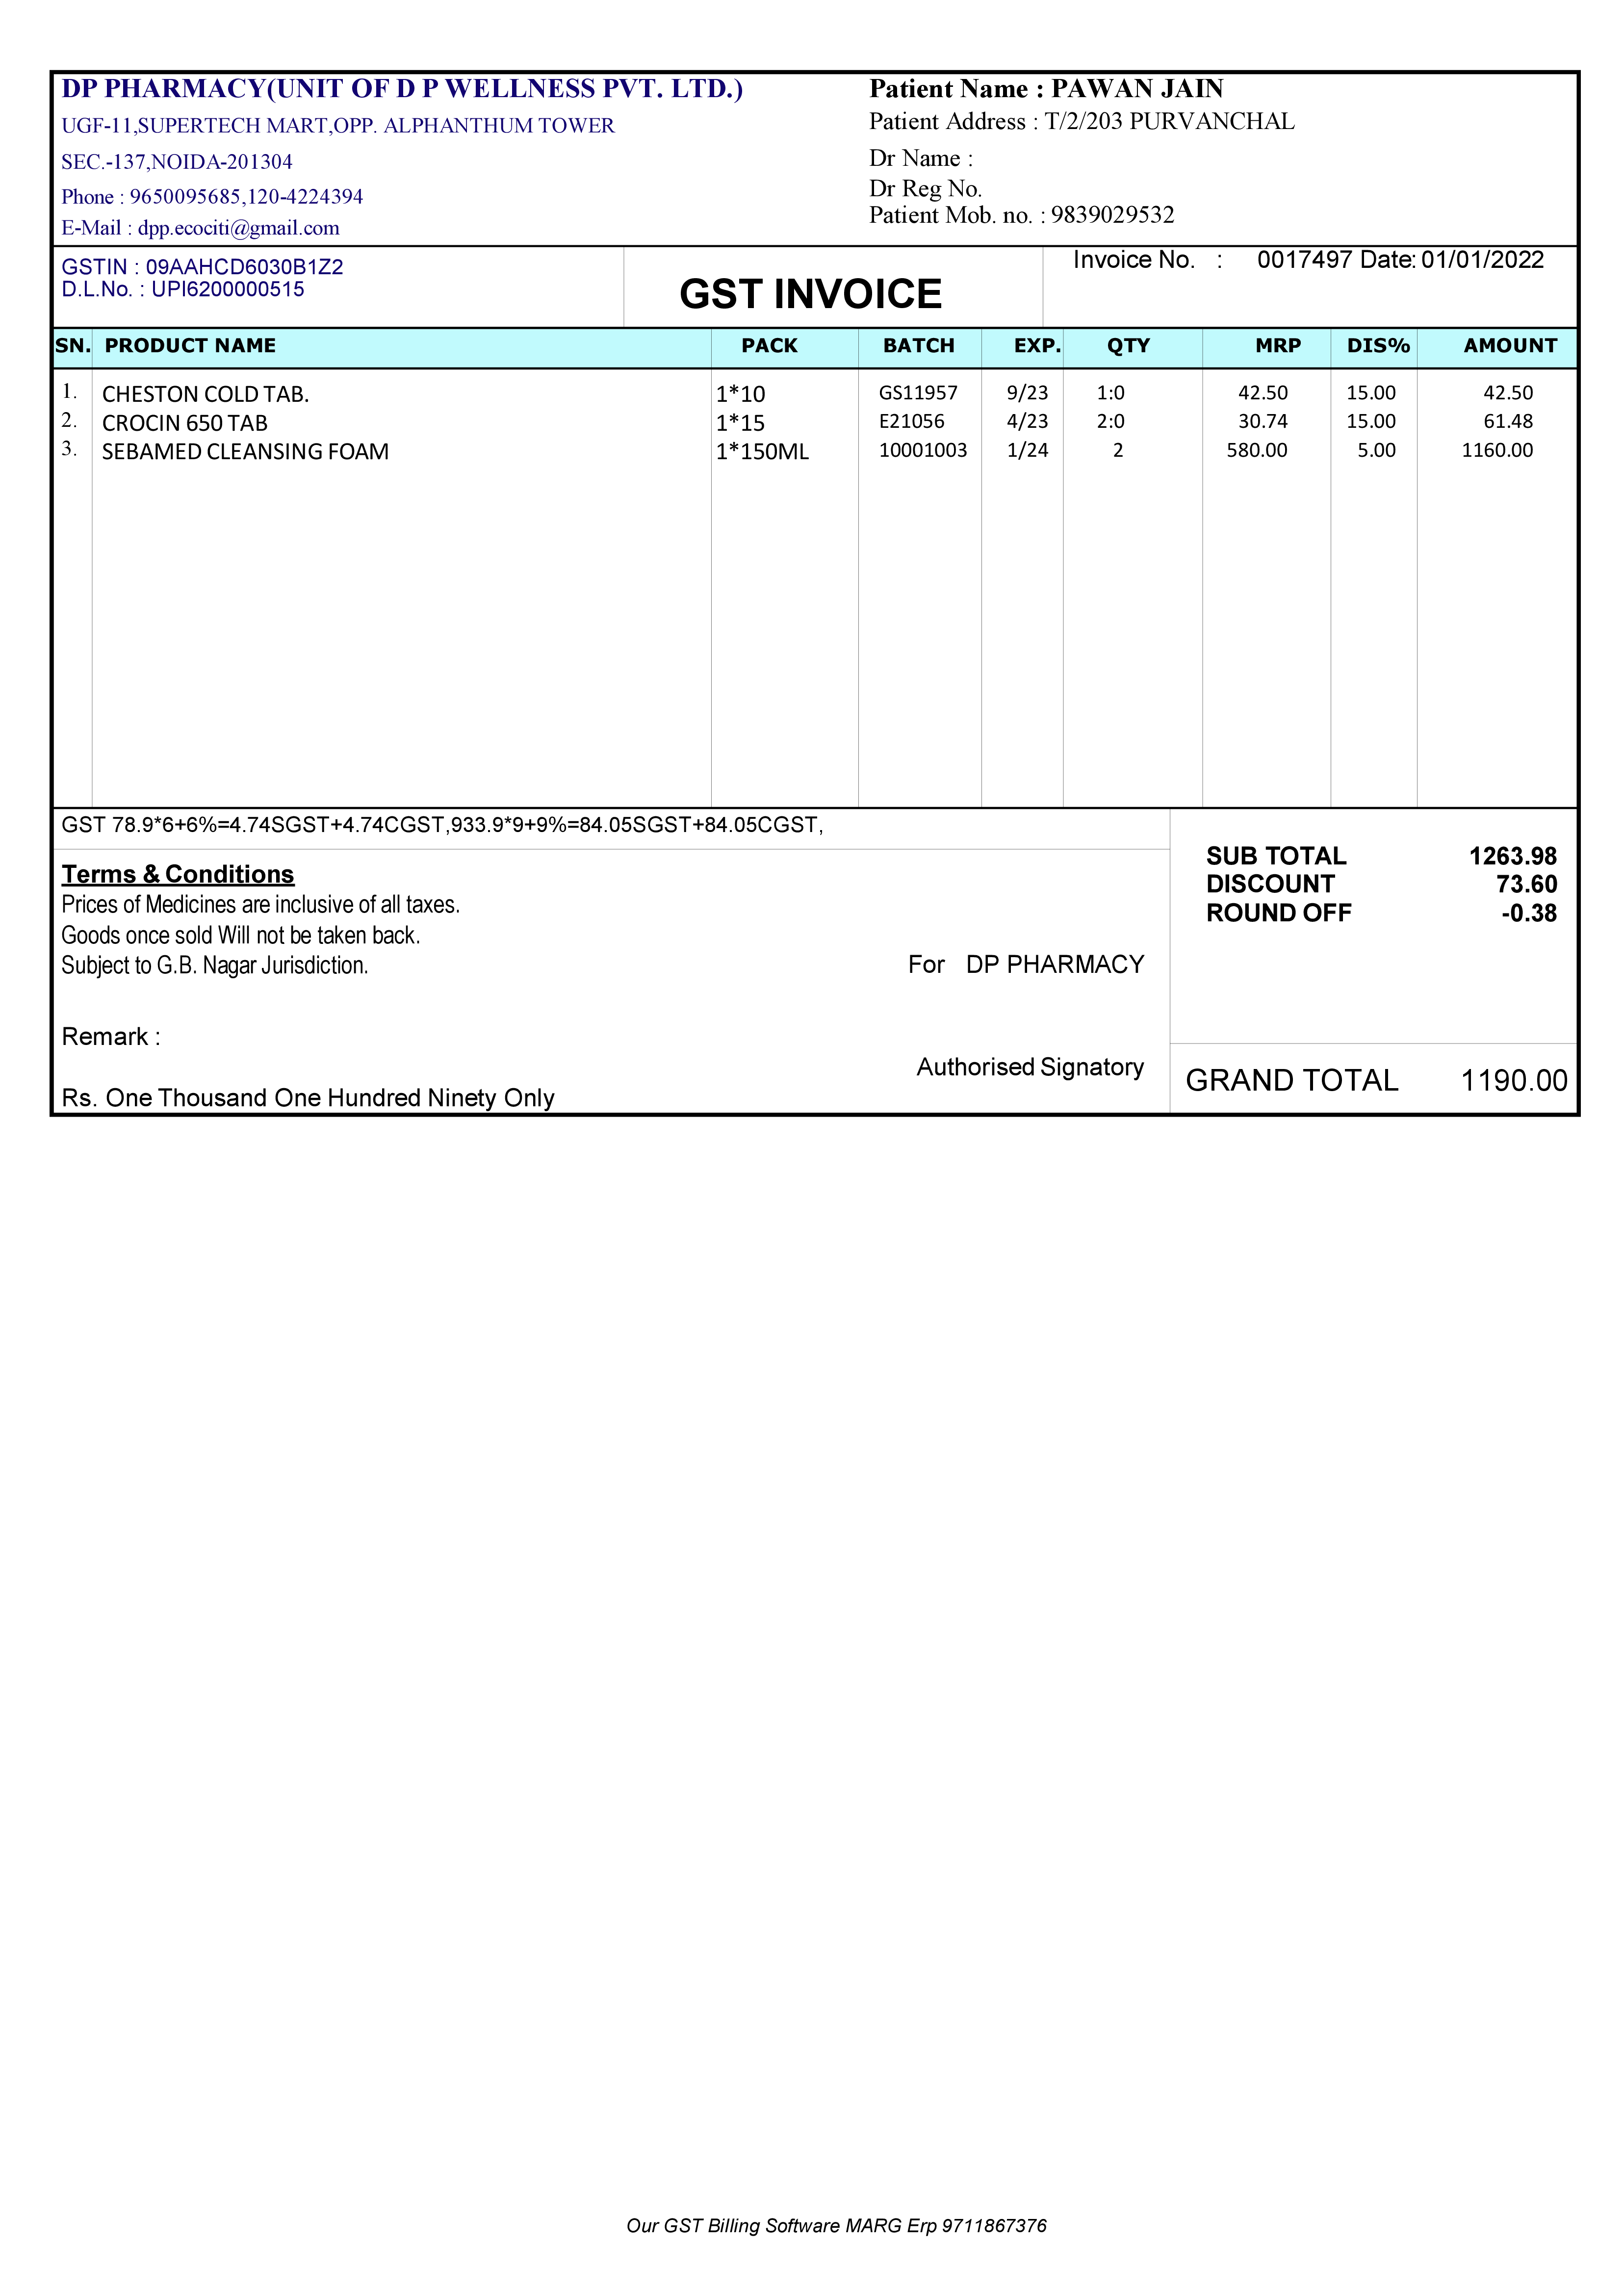 DP PHARMACY(UNIT OF D P WELLNESS PVT. LTD.)
UGF-11,SUPERTECH MART,OPP. ALPHANTHUM TOWER
SEC.-137,NOIDA-201304
Phone : 9650095685,120-4224394
E-Mail : dpp.ecociti@gmail.com
Patient Name : PAWAN JAIN
Patient Address : T/2/203 PURVANCHAL
Dr Name :
Dr Reg No.
Patient Mob. no. : 9839029532
GSTIN : 09AAHCD6030B1Z2
D.L.No. : UPI6200000515
GST INVOICE
Invoice No. : 0017497 Date: 01/01/2022
SN. PRODUCT NAME PACK BATCH EXP. QTY MRP DIS% AMOUNT
1. CHESTON COLD TAB. 1*10 GS11957 9/23 1:0 42.50 15.00 42.50
2. CROCIN 650 TAB 1*15 E21056 4/23 2:0 30.74 15.00 61.48
3. SEBAMED CLEANSING FOAM 1*150ML 10001003 1/24 2 580.00 5.00 1160.00
GST 78.9*6+6%=4.74SGST+4.74CGST,933.9*9+9%=84.05SGST+84.05CGST,
Terms & Conditions
Prices of Medicines are inclusive of all taxes.
Goods once sold Will not be taken back.
Subject to G.B. Nagar Jurisdiction.
For DP PHARMACY
Remark :
Authorised Signatory
Rs. One Thousand One Hundred Ninety Only
SUB TOTAL 1263.98
DISCOUNT 73.60
ROUND OFF -0.38
GRAND TOTAL 1190.00
Our GST Billing Software MARG Erp 9711867376